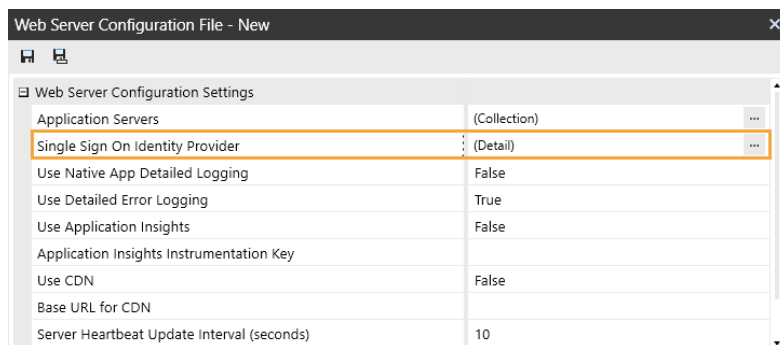 Web Server Configuration File - New
Web Server Configuration Settings
Application Servers (Collection) ...
Single Sign On Identity Provider (Detail) ...
Use Native App Detailed Logging False
Use Detailed Error Logging True
Use Application Insights False
Application Insights Instrumentation Key
Use CDN False
Base URL for CDN
Server Heartbeat Update Interval (seconds) 10